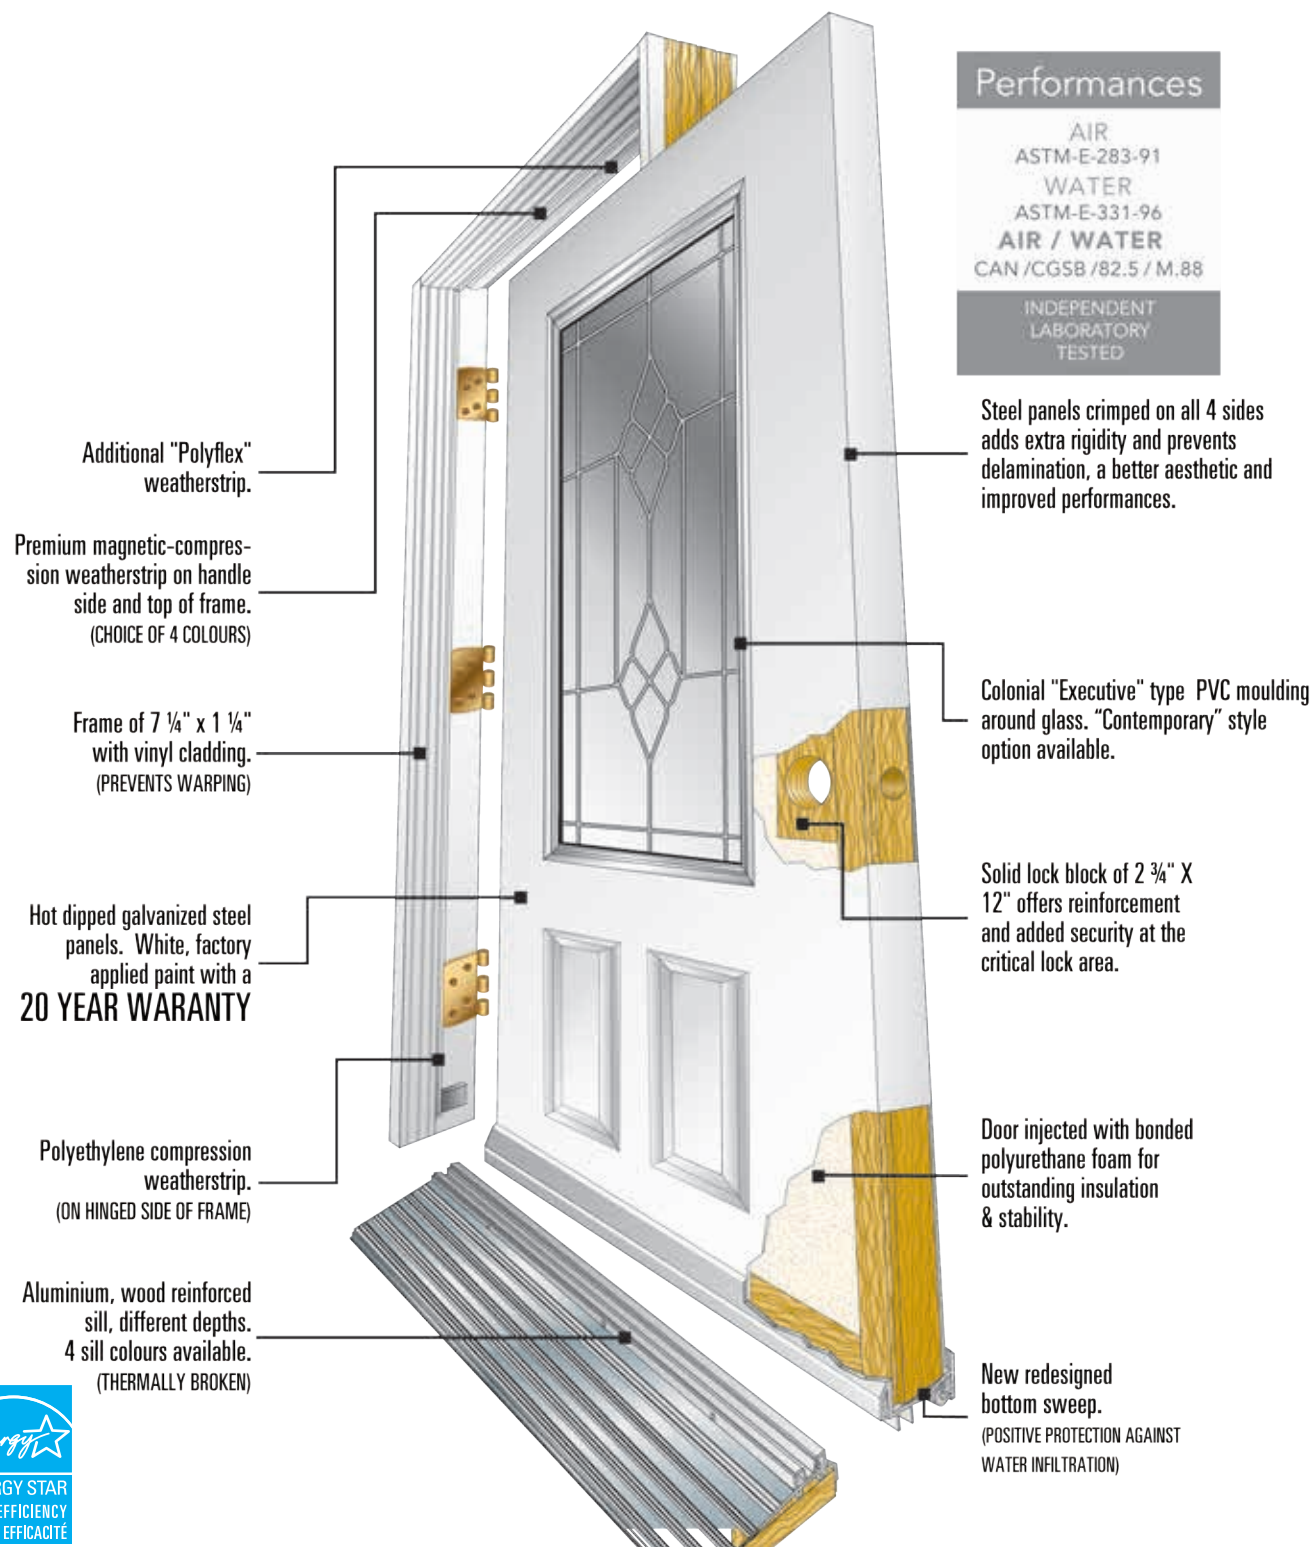 Performances
AIR
ASTM-E-283-91
WATER
ASTM-E-331-96
AIR / WATER
CAN /CGSB /82.5 / M.88
INDEPENDENT
LABORATORY
TESTED
Additional "Polyflex"
weatherstrip.
Premium magnetic-compres-
sion weatherstrip on handle
side and top of frame.
(CHOICE OF 4 COLOURS)
Frame of 7 ¼" x 1 ¼"
with vinyl cladding.
(PREVENTS WARPING)
Hot dipped galvanized steel
panels. White, factory
applied paint with a
20 YEAR WARANTY
Polyethylene compression
weatherstrip.
(ON HINGED SIDE OF FRAME)
Aluminium, wood reinforced
sill, different depths.
4 sill colours available.
(THERMALLY BROKEN)
Steel panels crimped on all 4 sides
adds extra rigidity and prevents
delamination, a better aesthetic and
improved performances.
Colonial "Executive" type PVC moulding
around glass. “Contemporary” style
option available.
Solid lock block of 2 ¾" X
12" offers reinforcement
and added security at the
critical lock area.
Door injected with bonded
polyurethane foam for
outstanding insulation
& stability.
New redesigned
bottom sweep.
(POSITIVE PROTECTION AGAINST
WATER INFILTRATION)
STAR
EFFICIENCY
EFFICACITÉ